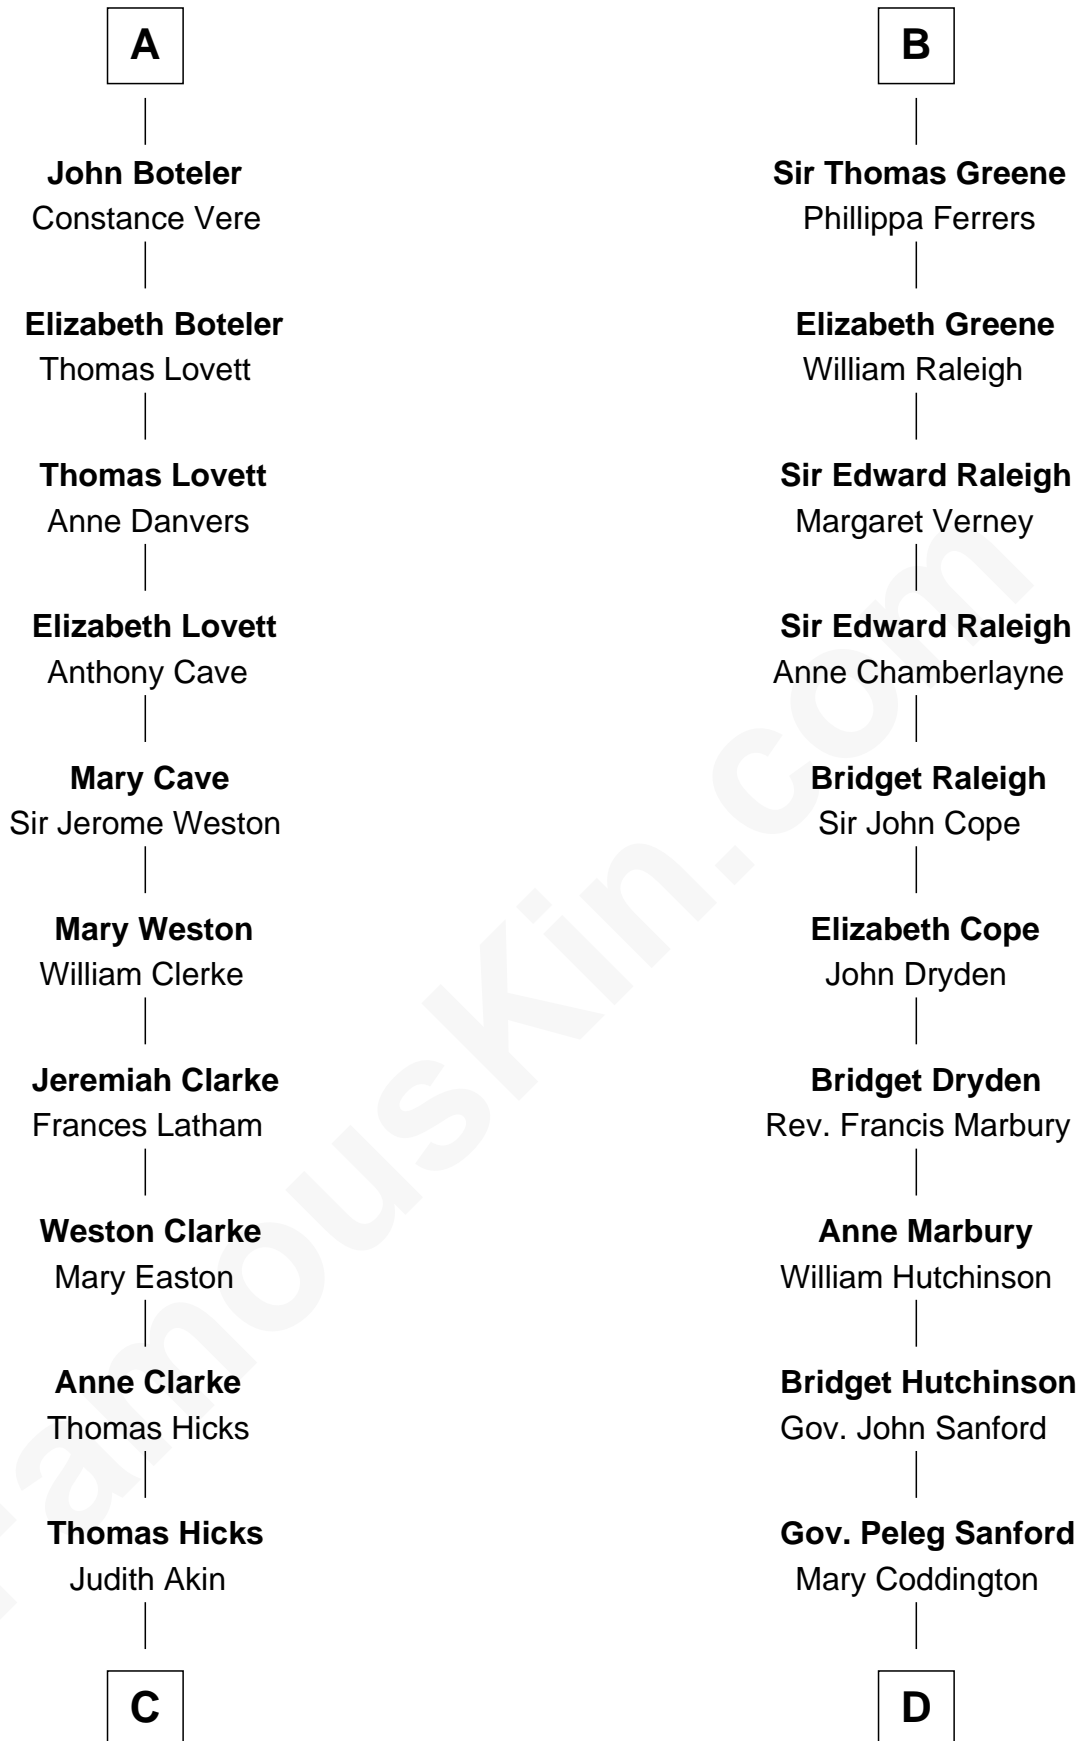 A
John Boteler
Constance Vere
Elizabeth Boteler
Thomas Lovett
Thomas Lovett
Anne Danvers
Elizabeth Lovett
Anthony Cave
Mary Cave
Sir Jerome Weston
Mary Weston
William Clerke
Jeremiah Clarke
Frances Latham
Weston Clarke
Mary Easton
Anne Clarke
Thomas Hicks
Thomas Hicks
Judith Akin
C
B
Sir Thomas Greene
Phillippa Ferrers
Elizabeth Greene
William Raleigh
Sir Edward Raleigh
Margaret Verney
Sir Edward Raleigh
Anne Chamberlayne
Bridget Raleigh
Sir John Cope
Elizabeth Cope
John Dryden
Bridget Dryden
Rev. Francis Marbury
Anne Marbury
William Hutchinson
Bridget Hutchinson
Gov. John Sanford
Gov. Peleg Sanford
Mary Coddington
D
FamousKin.com